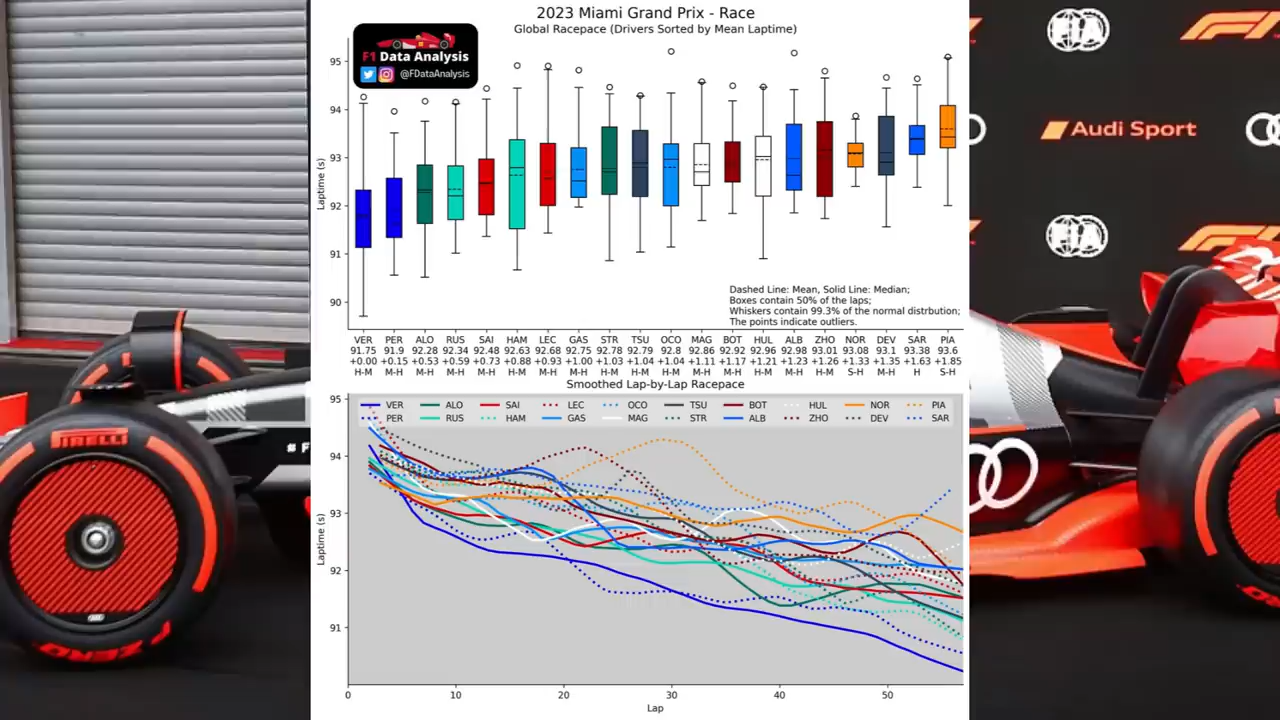 2023 Miami Grand Prix - Race
Global Racepace (Drivers Sorted by Mean Laptime)
F1 Data Analysis
@FDataAnalysis
Laptime (s)
95
94
93
92
91
90
Dashed Line: Mean, Solid Line: Median;
Boxes contain 50% of the laps;
Whiskers contain 99.3% of the normal distrbution;
The points indicate outliers.
VER PER ALO RUS SAI HAM LEC GAS STR TSU OCO MAG BOT HUL ALB ZHO NOR DEV SAR PIA
91.75 91.9 92.28 92.34 92.48 92.63 92.68 92.75 92.78 92.79 92.8 92.86 92.92 92.96 92.98 93.01 93.08 93.1 93.38 93.6
+0.00 +0.15 +0.53 +0.59 +0.73 +0.88 +0.93 +1.00 +1.03 +1.04 +1.04 +1.11 +1.17 +1.21 +1.23 +1.26 +1.33 +1.35 +1.63 +1.85
H-M M-H M-H M-H M-H H-M M-H M-H H-M M-H H-M M-H M-H H-M M-H H-M S-H M-H H S-H
Smoothed Lap-by-Lap Racepace
VER ALO SAI LEC OCO TSU BOT HUL NOR PIA
PER RUS HAM GAS MAG STR ALB ZHO DEV SAR
Laptime (s)
95
94
93
92
91
0 10 20 30 40 50
Lap
FIA
F1
Audi Sport
FIA
F1
PIRELLI
P ZERO
# F